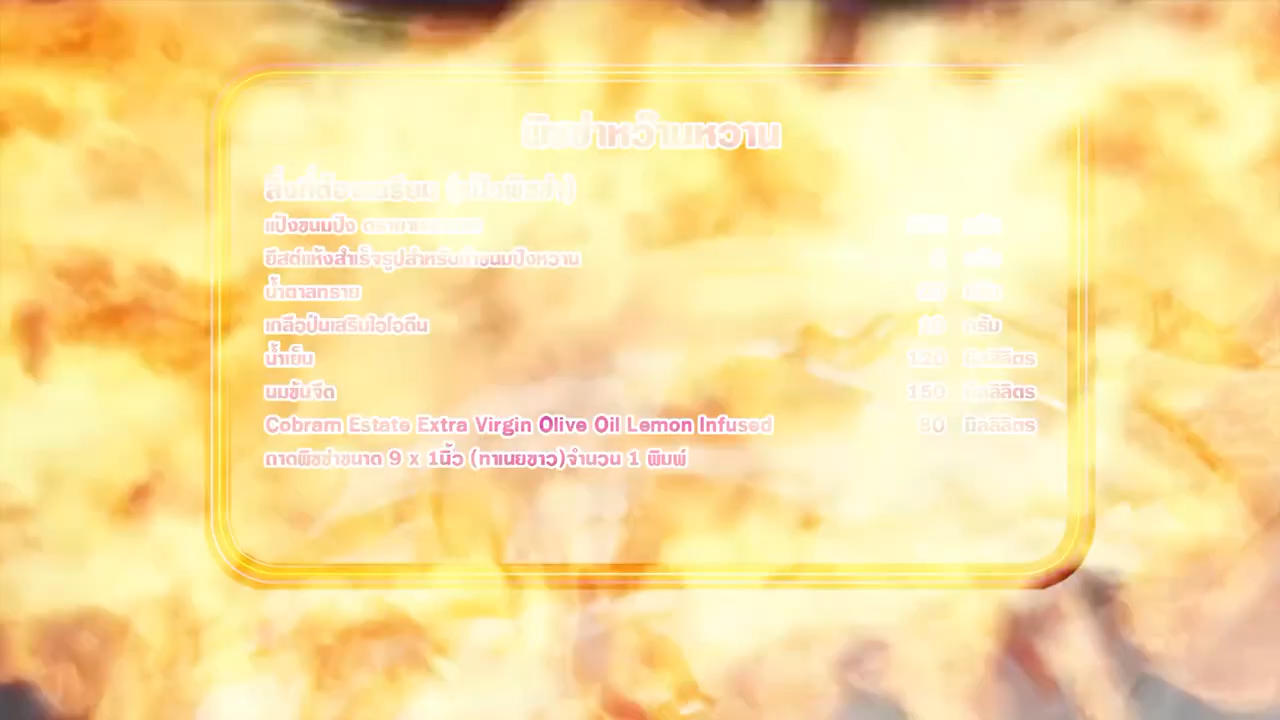 พิซซ่าหว๊านหวาน
สิ่งที่ต้องเตรียม (แป้งพิซซ่า)
แป้งขนมปัง
ยีสต์แห้งสำเร็จรูปสำหรับทำขนมปังหวาน
น้ำตาลทราย
เกลือป่นเสริมไอโอดีน กรัม
น้ำเย็น 120 มิลลิลิตร
นมข้นจืด 150 มิลลิลิตร
Cobram Estate Extra Virgin Olive Oil Lemon Infused มิลลิลิตร
ถาดพิซซ่าขนาด 9 x 1นิ้ว (ทาเนยขาว)จำนวน 1 พิมพ์